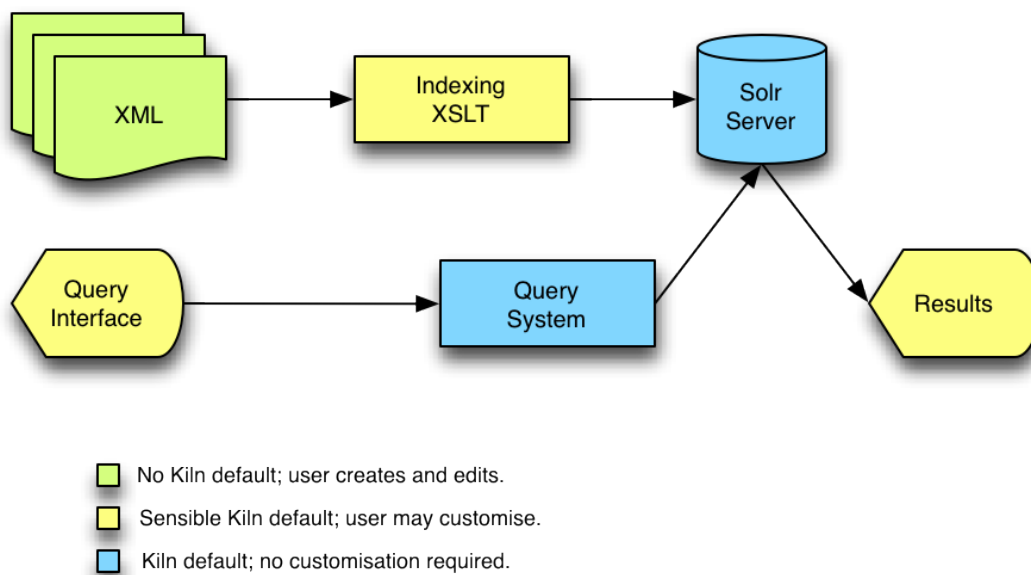 XML
Indexing
XSLT
Solr
Server
Query
Interface
Query
System
Results
No Kiln default; user creates and edits.
Sensible Kiln default; user may customise.
Kiln default; no customisation required.